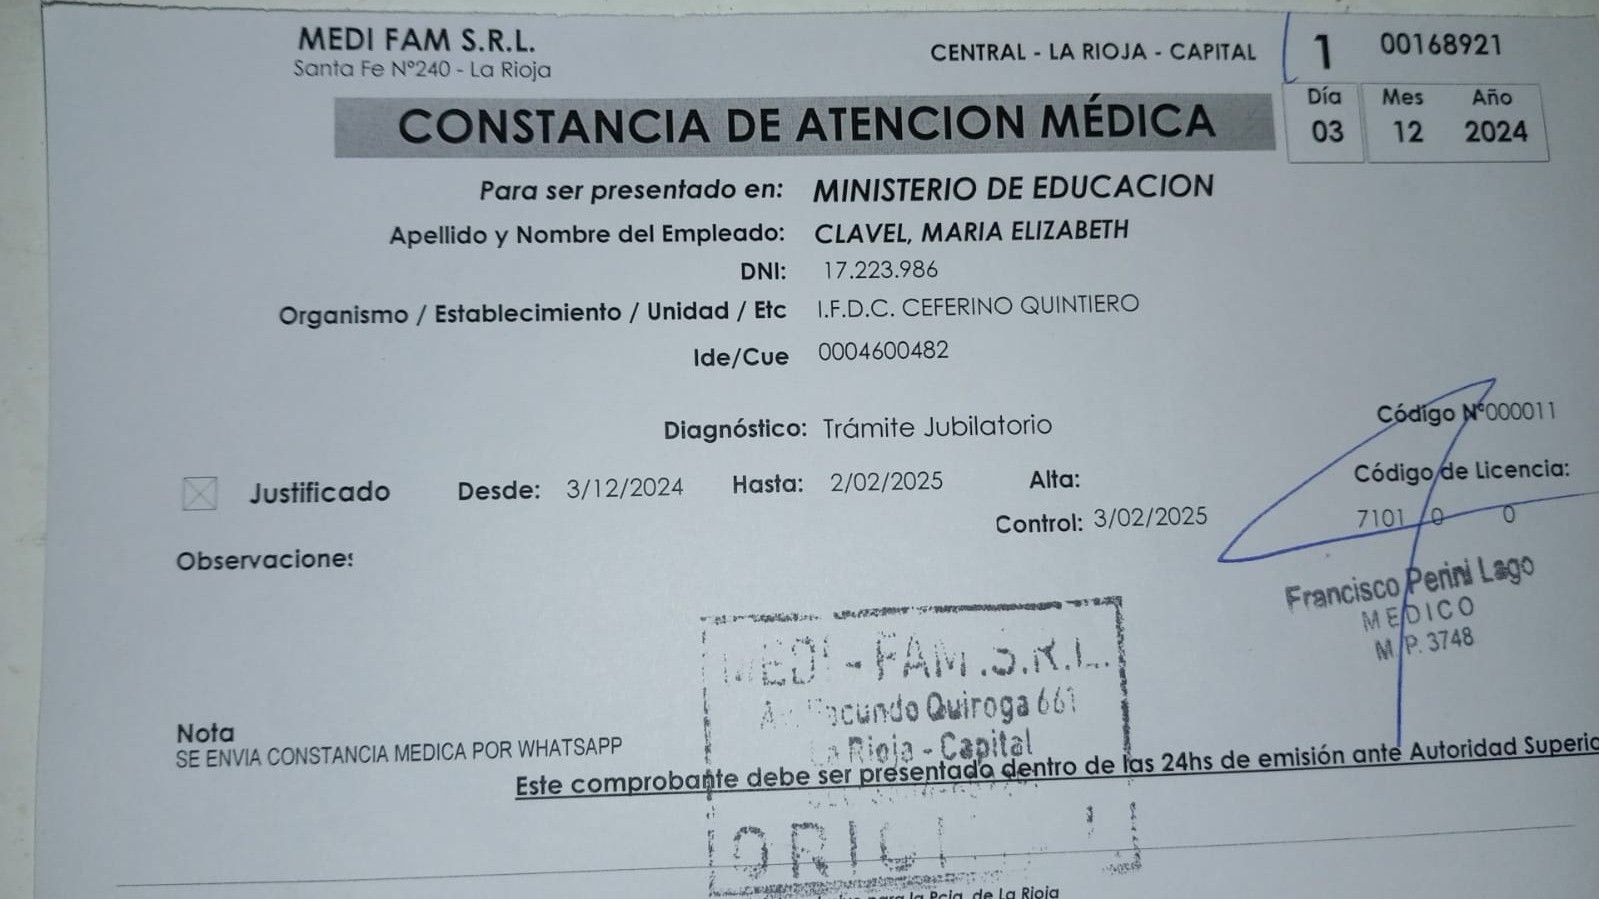 MEDI FAM S.R.L.
Santa Fe Nº240 - La Rioja
CENTRAL - LA RIOJA - CAPITAL
1 00168921
Día Mes Año
03 12 2024
CONSTANCIA DE ATENCION MÉDICA
Para ser presentado en: MINISTERIO DE EDUCACION
Apellido y Nombre del Empleado: CLAVEL, MARIA ELIZABETH
DNI: 17.223.986
Organismo / Establecimiento / Unidad / Etc I.F.D.C. CEFERINO QUINTIERO
Ide/Cue 0004600482
Diagnóstico: Trámite Jubilatorio
Código Nº000011
Justificado Desde: 3/12/2024 Hasta: 2/02/2025 Alta:
Código de Licencia:
Control: 3/02/2025
7101 0 0
Observaciones
Francisco Perini Lago
MEDICO
M.P. 3748
MEDI - FAM.S.R.L.
Quiroga 661
La Rioja - Capital
Nota
SE ENVIA CONSTANCIA MEDICA POR WHATSAPP
Este comprobante debe ser presentado dentro de las 24hs de emisión ante Autoridad Superio
para la Pcia. de La Rioja